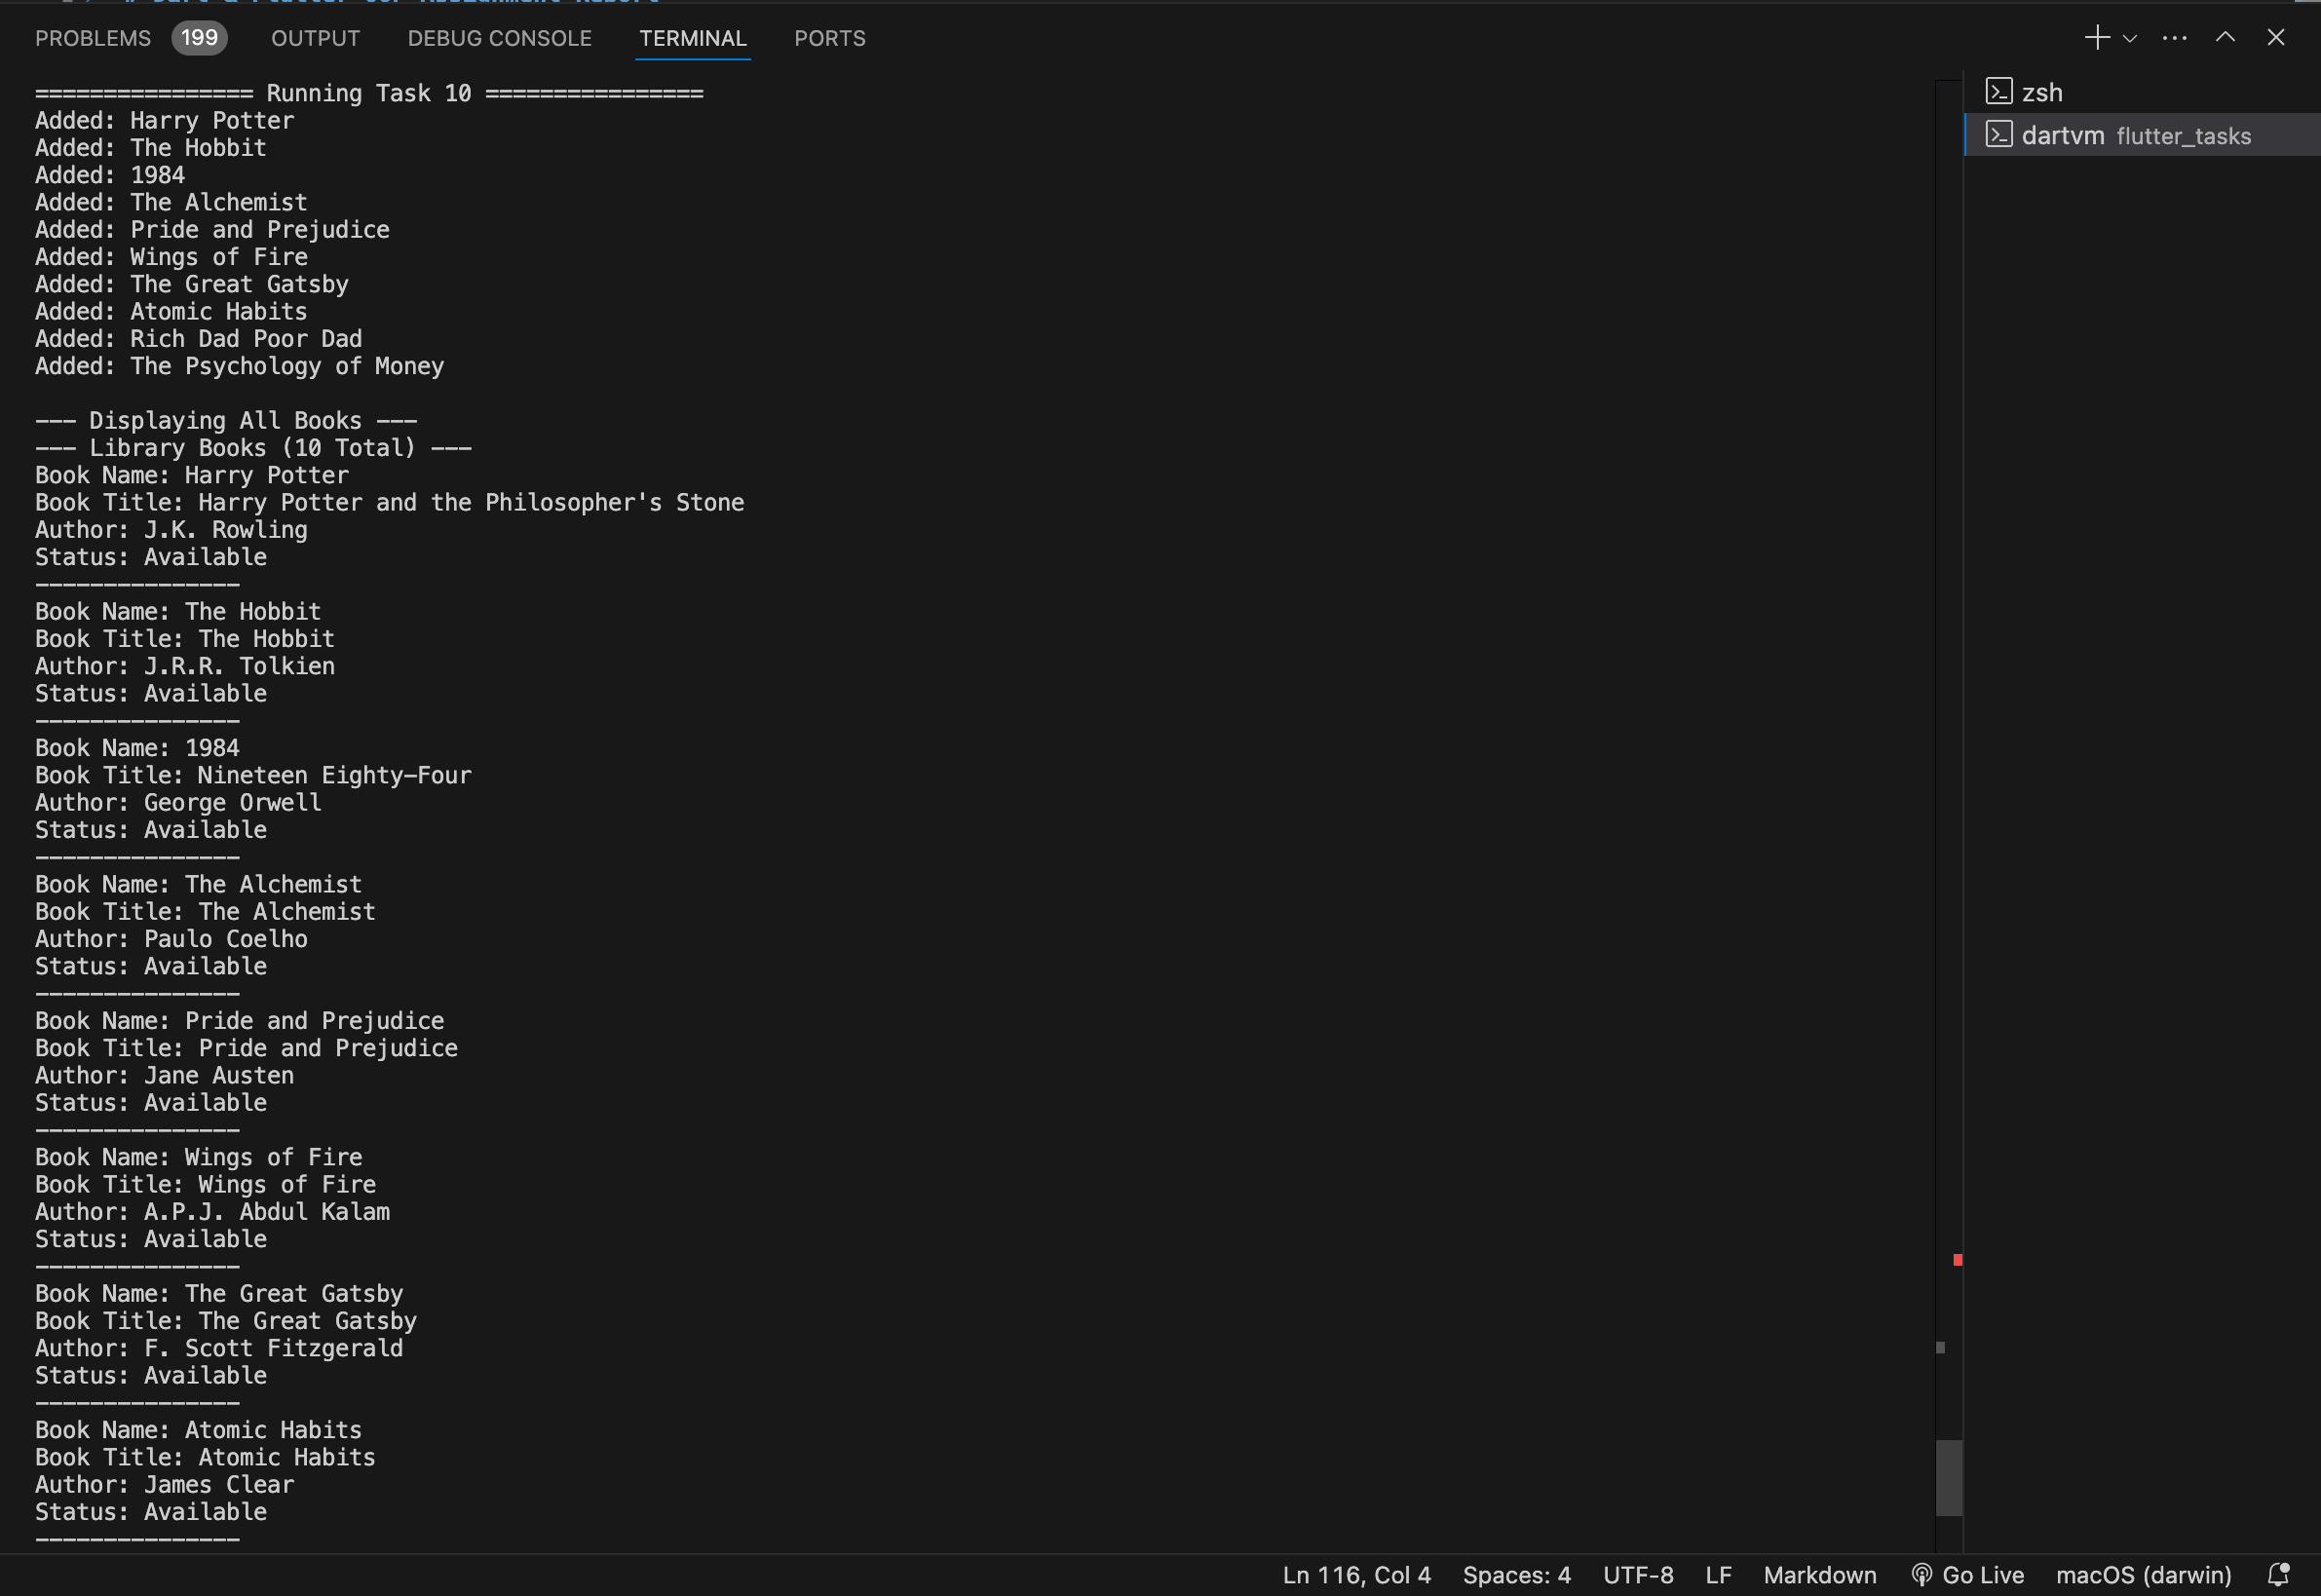 # Dart & Flutter OOP Assignment Report
PROBLEMS 199 OUTPUT DEBUG CONSOLE TERMINAL PORTS
================ Running Task 10 ================
Added: Harry Potter
Added: The Hobbit
Added: 1984
Added: The Alchemist
Added: Pride and Prejudice
Added: Wings of Fire
Added: The Great Gatsby
Added: Atomic Habits
Added: Rich Dad Poor Dad
Added: The Psychology of Money
--- Displaying All Books ---
--- Library Books (10 Total) ---
Book Name: Harry Potter
Book Title: Harry Potter and the Philosopher's Stone
Author: J.K. Rowling
Status: Available
---------------
Book Name: The Hobbit
Book Title: The Hobbit
Author: J.R.R. Tolkien
Status: Available
---------------
Book Name: 1984
Book Title: Nineteen Eighty-Four
Author: George Orwell
Status: Available
---------------
Book Name: The Alchemist
Book Title: The Alchemist
Author: Paulo Coelho
Status: Available
---------------
Book Name: Pride and Prejudice
Book Title: Pride and Prejudice
Author: Jane Austen
Status: Available
---------------
Book Name: Wings of Fire
Book Title: Wings of Fire
Author: A.P.J. Abdul Kalam
Status: Available
---------------
Book Name: The Great Gatsby
Book Title: The Great Gatsby
Author: F. Scott Fitzgerald
Status: Available
---------------
Book Name: Atomic Habits
Book Title: Atomic Habits
Author: James Clear
Status: Available
---------------
zsh
dartvm flutter_tasks
Ln 116, Col 4 Spaces: 4 UTF-8 LF Markdown Go Live macOS (darwin)